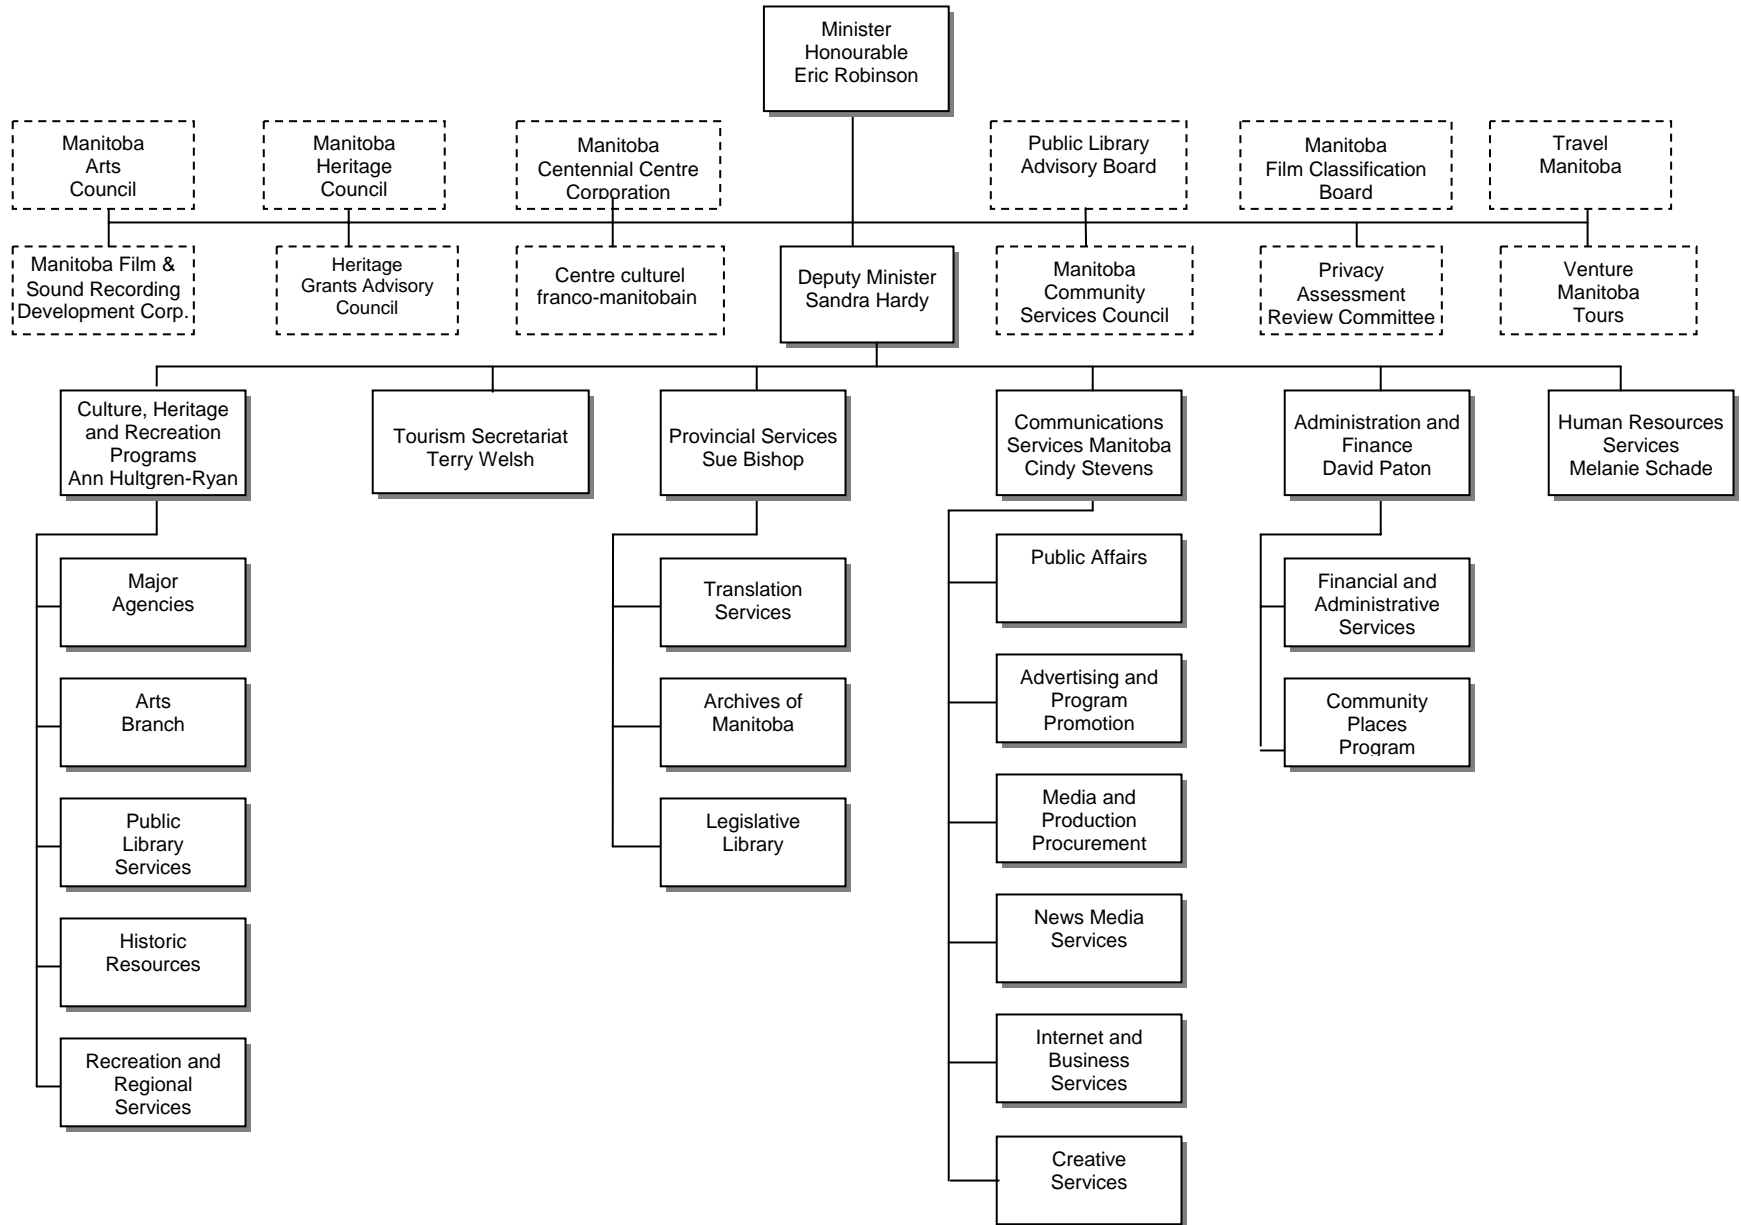 Minister
Honourable
Eric Robinson
Manitoba
Arts
Council
Manitoba
Heritage
Council
Manitoba
Centennial Centre
Corporation
Public Library
Advisory Board
Manitoba
Film Classification
Board
Travel
Manitoba
Manitoba Film &
Sound Recording
Development Corp.
Heritage
Grants Advisory
Council
Centre culturel
franco-manitobain
Deputy Minister
Sandra Hardy
Manitoba
Community
Services Council
Privacy
Assessment
Review Committee
Venture
Manitoba
Tours
Culture, Heritage
and Recreation
Programs
Ann Hultgren-Ryan
Tourism Secretariat
Terry Welsh
Provincial Services
Sue Bishop
Communications
Services Manitoba
Cindy Stevens
Administration and
Finance
David Paton
Human Resources
Services
Melanie Schade
Major
Agencies
Arts
Branch
Public
Library
Services
Historic
Resources
Recreation and
Regional
Services
Translation
Services
Archives of
Manitoba
Legislative
Library
Public Affairs
Advertising and
Program
Promotion
Media and
Production
Procurement
News Media
Services
Internet and
Business
Services
Creative
Services
Financial and
Administrative
Services
Community
Places
Program